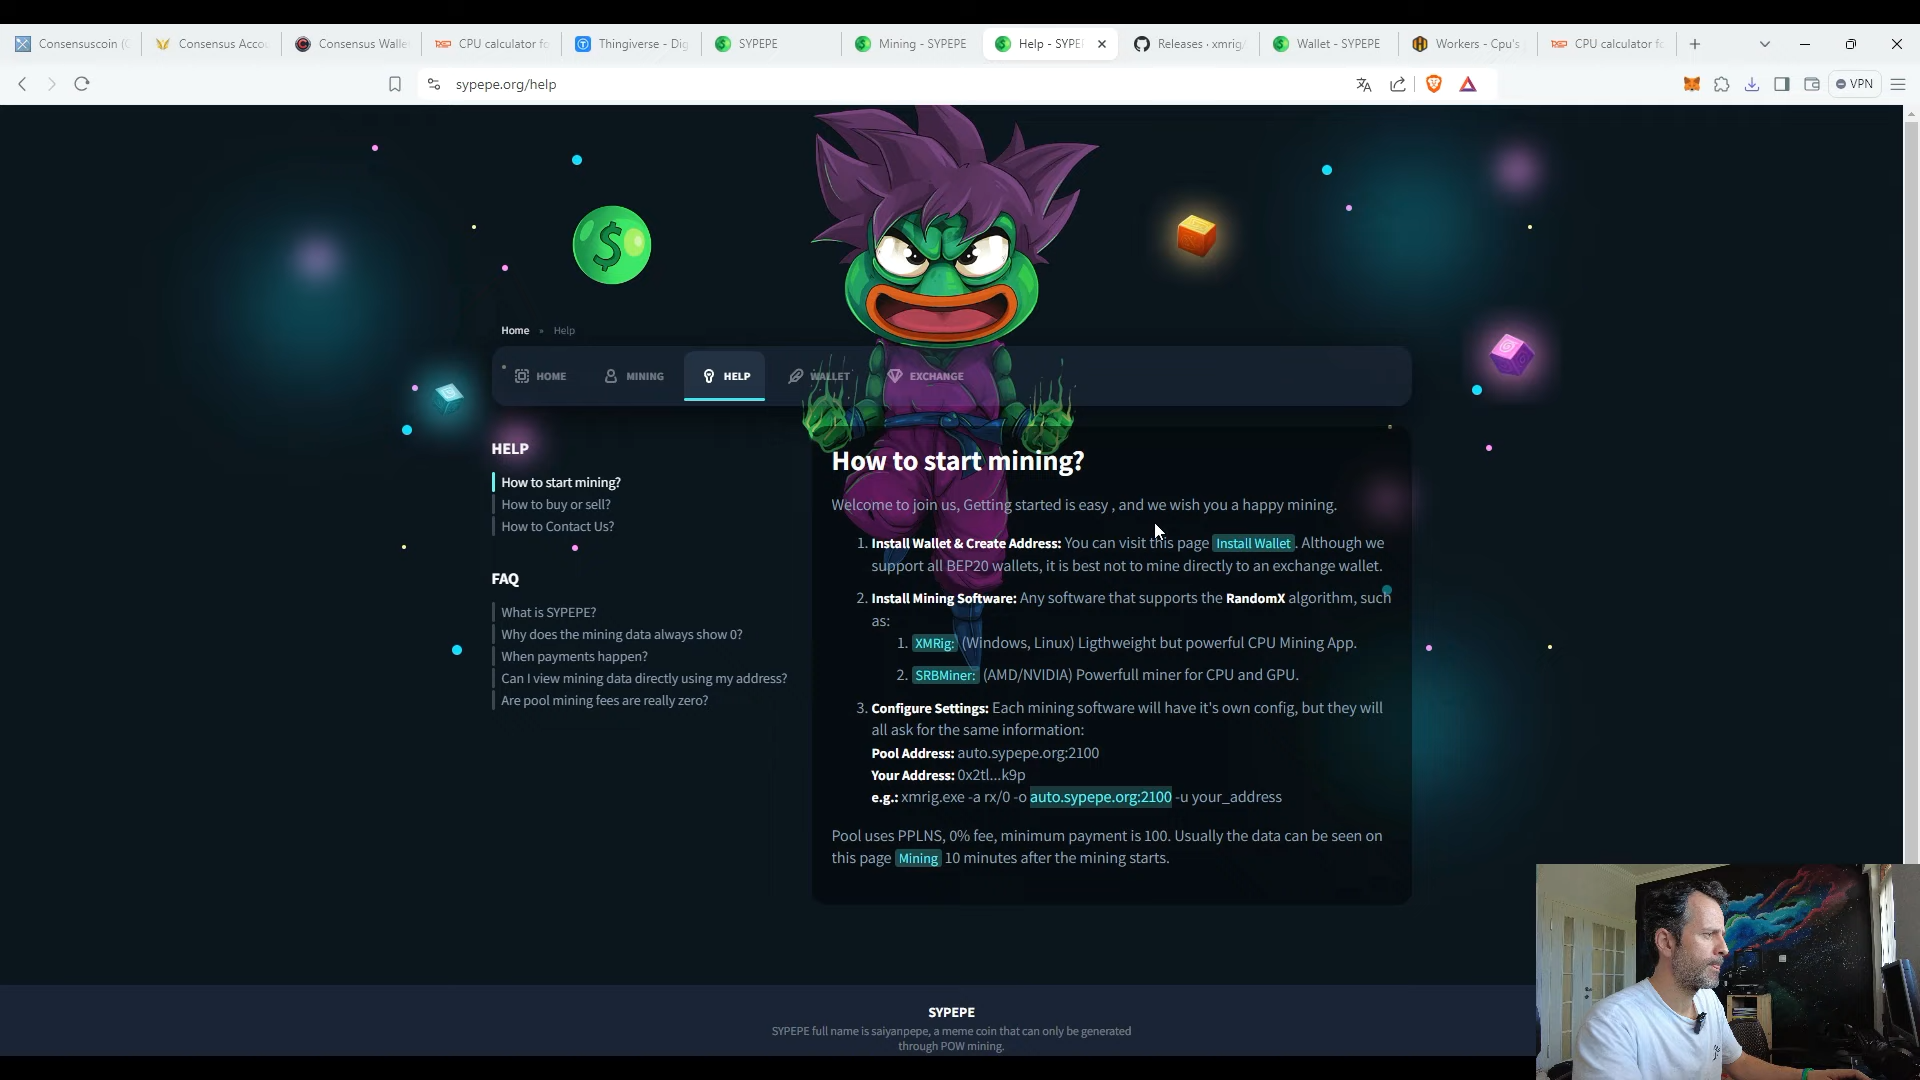 Consensuscoin (
Consensus Acco
Consensus Walle
CPU calculator fo
Thingiverse - Dig
SYPEPE
Mining - SYPEPE
Help - SYPE
Releases · xmrig
Wallet - SYPEPE
Workers - Cpu's
CPU calculator fo
sypepe.org/help
VPN
Home » Help
HOME
MINING
HELP
WALLET
EXCHANGE
HELP
How to start mining?
How to buy or sell?
How to Contact Us?
FAQ
What is SYPEPE?
Why does the mining data always show 0?
When payments happen?
Can I view mining data directly using my address?
Are pool mining fees are really zero?
How to start mining?
Welcome to join us, Getting started is easy , and we wish you a happy mining.
1. Install Wallet & Create Address: You can visit this page Install Wallet . Although we
support all BEP20 wallets, it is best not to mine directly to an exchange wallet.
2. Install Mining Software: Any software that supports the RandomX algorithm, such
as:
1. XMRig: (Windows, Linux) Ligthweight but powerful CPU Mining App.
2. SRBMiner: (AMD/NVIDIA) Powerfull miner for CPU and GPU.
3. Configure Settings: Each mining software will have it's own config, but they will
all ask for the same information:
Pool Address: auto.sypepe.org:2100
Your Address: 0x2tl...k9p
e.g.: xmrig.exe -a rx/0 -o auto.sypepe.org:2100 -u your_address
Pool uses PPLNS, 0% fee, minimum payment is 100. Usually the data can be seen on
this page Mining 10 minutes after the mining starts.
SYPEPE
SYPEPE full name is saiyanpepe, a meme coin that can only be generated
through POW mining.